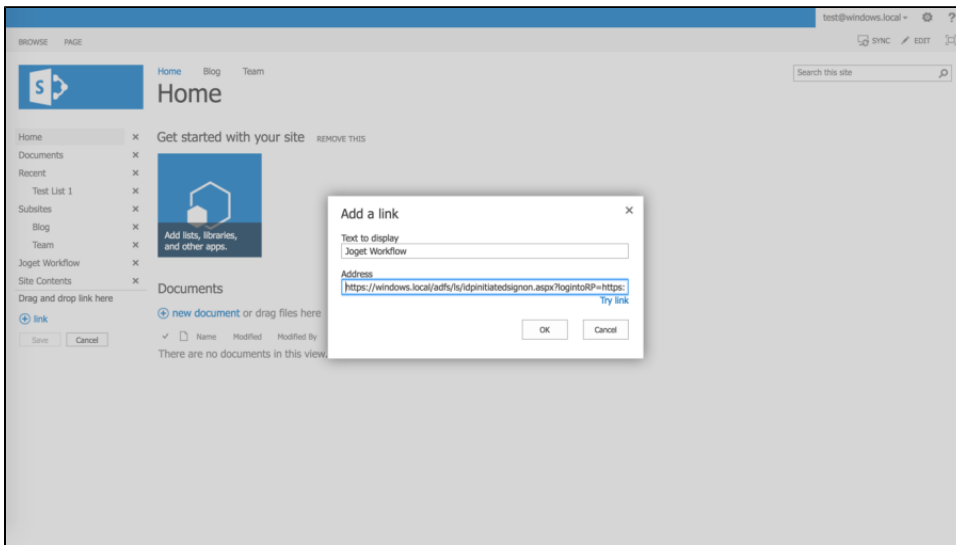 test@windows.local
?
BROWSE PAGE
SYNC EDIT
S
Home Blog Team
Search this site
Home
Home ×
Documents ×
Recent ×
Test List 1 ×
Subsites ×
Blog ×
Team ×
Joget Workflow ×
Site Contents ×
Drag and drop link here
link
Save Cancel
Get started with your site REMOVE THIS
Add lists, libraries,
and other apps.
Documents
new document or drag files here
Name Modified Modified By
There are no documents in this view.
Add a link ×
Text to display
Joget Workflow
Address
https://windows.local/adfs/ls/idpinitiatedsignon.aspx?logintoRP=https:
Try link
OK Cancel